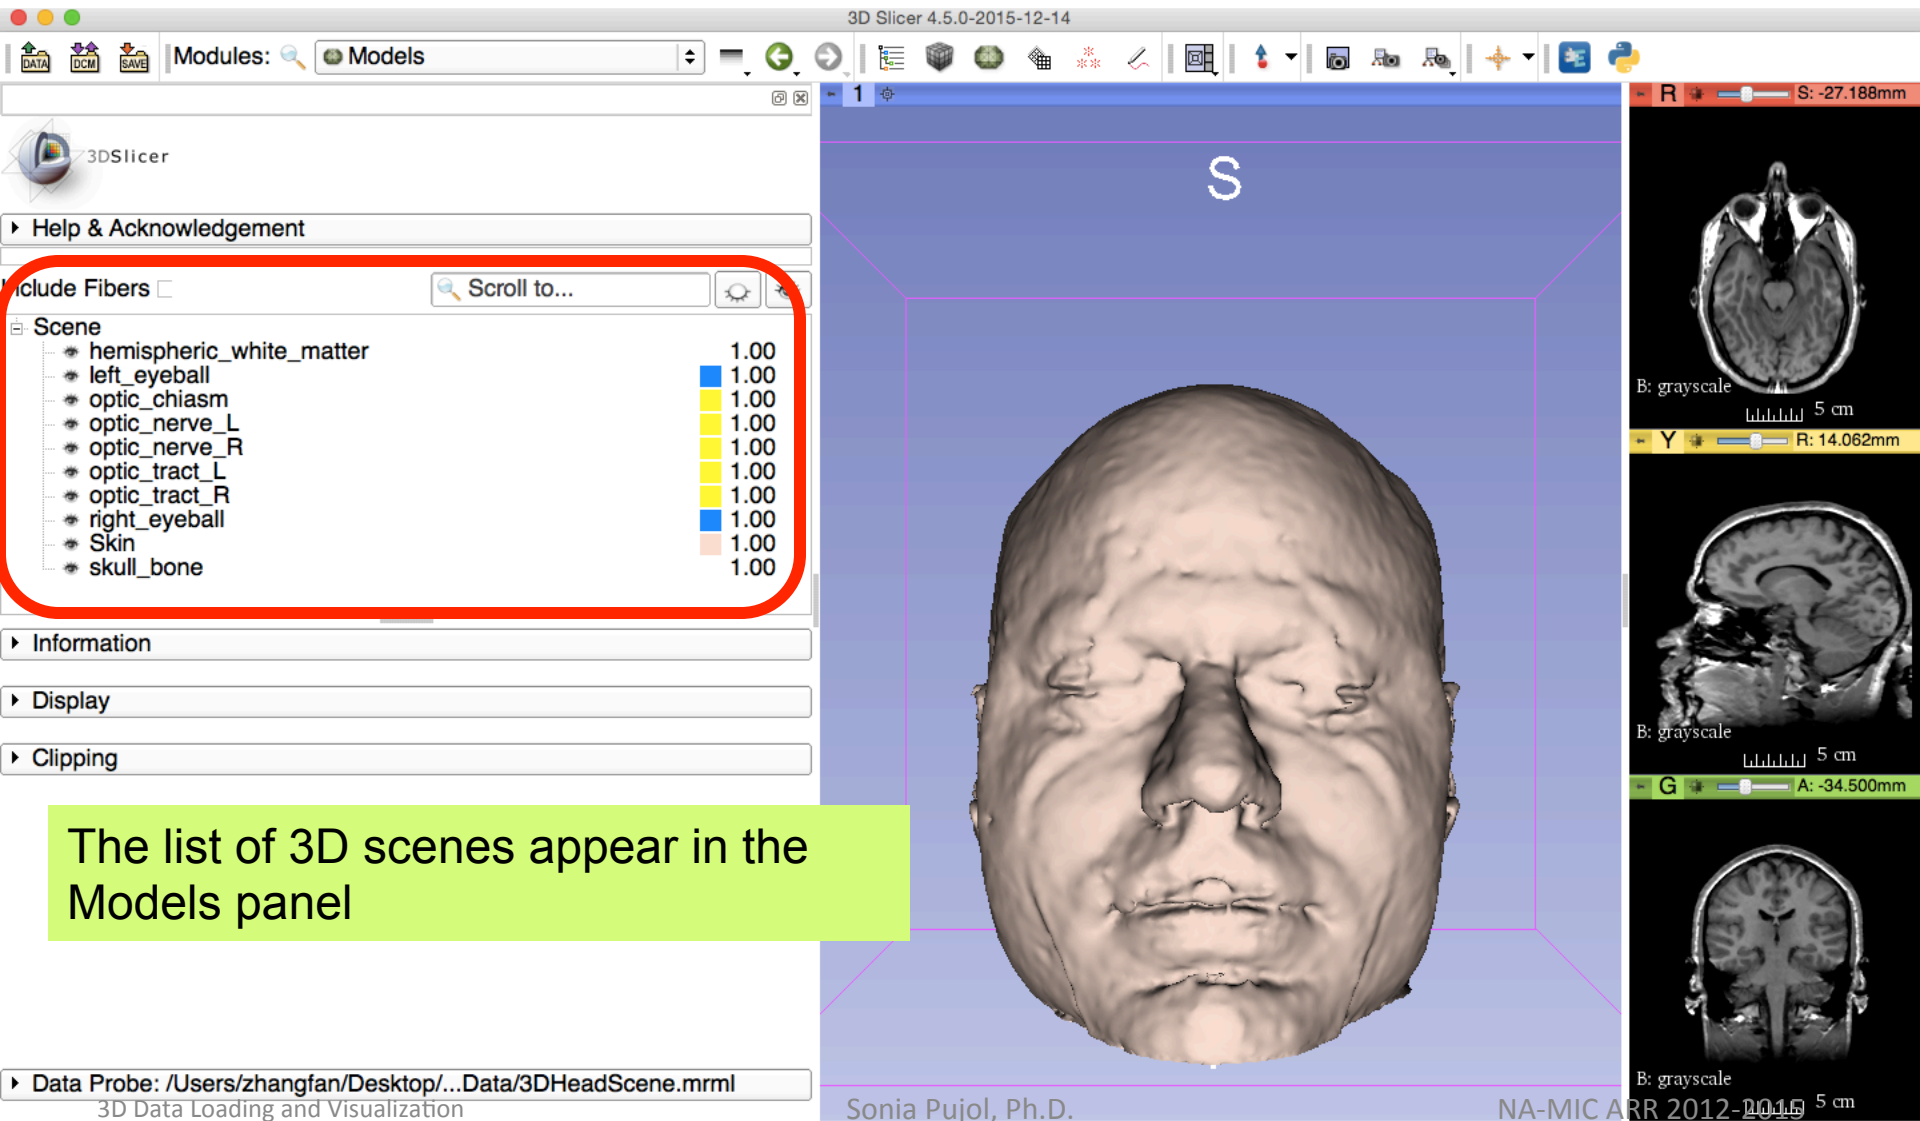 3D Slicer 4.5.0-2015-12-14
DATA DCM SAVE Modules: Models
1
R S: -27.188mm
3DSlicer
S
Help & Acknowledgement
Include Fibers Scroll to...
Scene
hemispheric_white_matter 1.00
left_eyeball 1.00
optic_chiasm 1.00
optic_nerve_L 1.00
optic_nerve_R 1.00
optic_tract_L 1.00
optic_tract_R 1.00
right_eyeball 1.00
Skin 1.00
skull_bone 1.00
B: grayscale
5 cm
Y R: 14.062mm
Information
Display
Clipping
B: grayscale
5 cm
G A: -34.500mm
The list of 3D scenes appear in the
Models panel
Data Probe: /Users/zhangfan/Desktop/...Data/3DHeadScene.mrml
B: grayscale
5 cm
3D Data Loading and Visualization
Sonia Pujol, Ph.D.
NA-MIC ARR 2012-2015